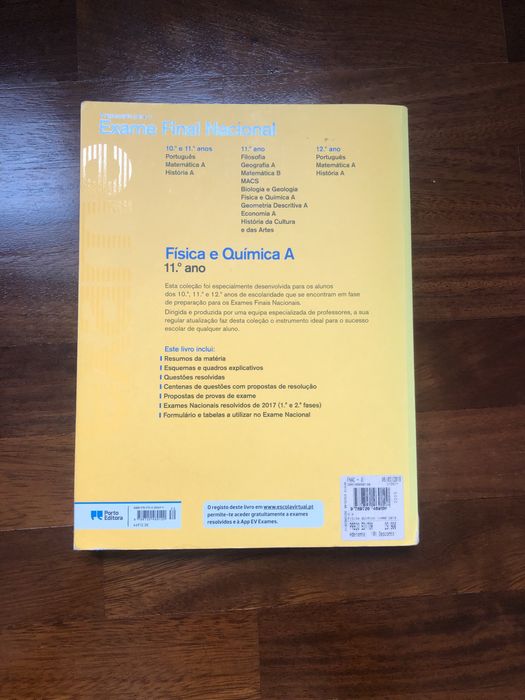 Exame Final Nacional
10.º e 11.º anos
Português
Matemática A
História A
11.º ano
Filosofia
Geografia A
Matemática B
MACS
Biologia e Geologia
Física e Química A
Geometria Descritiva A
Economia A
História da Cultura
e das Artes
12.º ano
Português
Matemática A
História A
Física e Química A
11.º ano
Esta coleção foi especialmente desenvolvida para os alunos
dos 10.º, 11.º e 12.º anos de escolaridade que se encontram em fase
de preparação para os Exames Finais Nacionais.
Dirigida e produzida por uma equipa especializada de professores, a sua
regular atualização faz desta coleção o instrumento ideal para o sucesso
escolar de qualquer aluno.
Este livro inclui:
Resumos da matéria
Esquemas e quadros explicativos
Questões resolvidas
Centenas de questões com propostas de resolução
Propostas de provas de exame
Exames Nacionais resolvidos de 2017 (1.ª e 2.ª fases)
Formulário e tabelas a utilizar no Exame Nacional
Porto
Editora
O registo deste livro em www.escolavirtual.pt
permite-te aceder gratuitamente a exames
resolvidos e à App EV Exames.
FNAC
PREÇO EDITOR
Aderente 10% Desconto